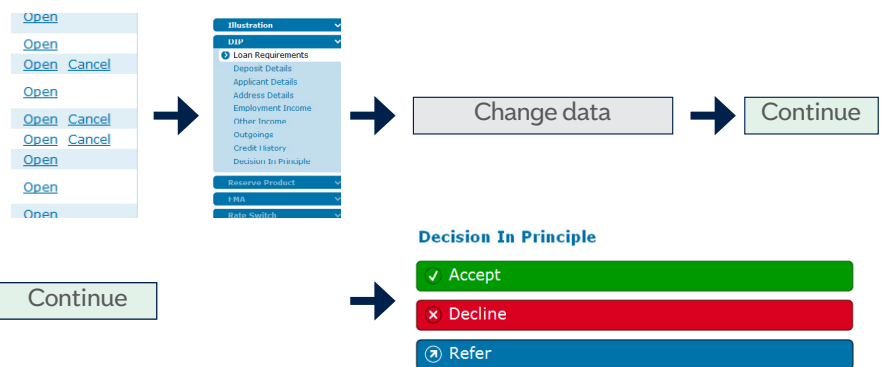 Open
Open
Open Cancel
Open
Open Cancel
Open Cancel
Open
Open
Open
Illustration
DIP
Loan Requirements
Deposit Details
Applicant Details
Address Details
Employment Income
Other Income
Outgoings
Credit History
Decision In Principle
Reserve Product
FMA
Rate Switch
Change data
Continue
Continue
Decision In Principle
Accept
Decline
Refer